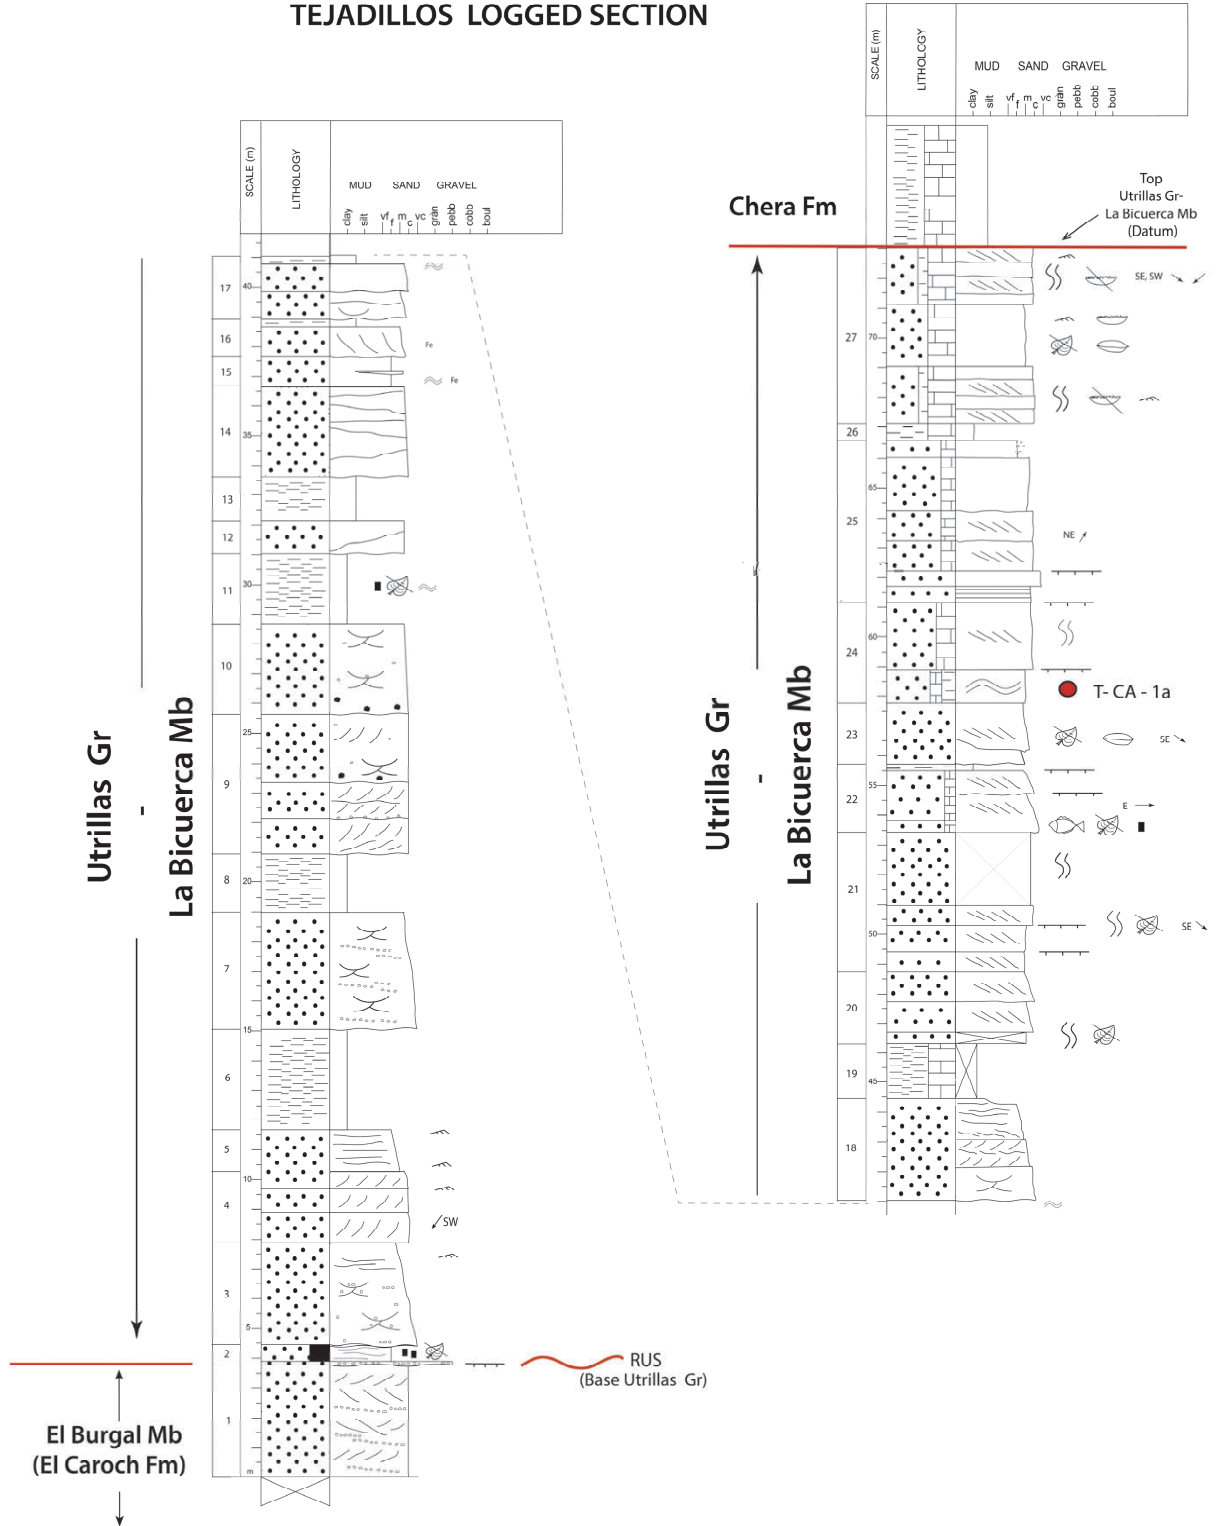 TEJADILLOS LOGGED SECTION
SCALE (m)
LITHOLOGY
MUD SAND GRAVEL
clay silt vf f m c vc gran pebb cobb boul
17
40
16
Fe
15
Fe
14
35
13
12
11
30
10
25
9
8
20
7
15
6
5
10
4
SW
3
5
2
1
m
Utrillas Gr
-
La Bicuerca Mb
RUS
(Base Utrillas Gr)
El Burgal Mb
(El Caroch Fm)
SCALE (m)
LITHOLOGY
MUD SAND GRAVEL
clay silt vf f m c vc gran pebb cobb boul
Chera Fm
Top
Utrillas Gr-
La Bicuerca Mb
(Datum)
SE, SW
27
70
26
65
25
NE
60
24
T- CA - 1a
23
SE
55
22
E
21
50
SE
20
19
45
18
Utrillas Gr
-
La Bicuerca Mb